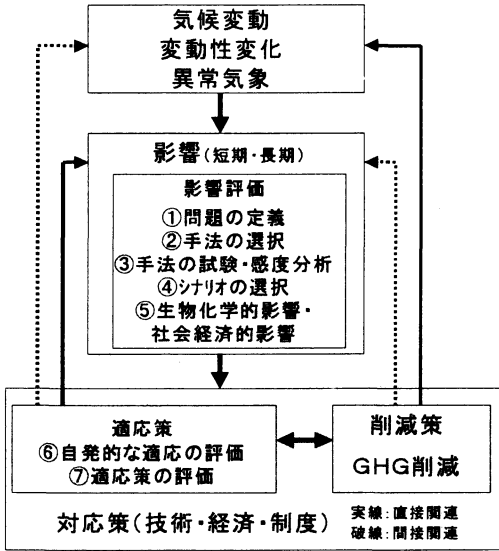 気候変動
変動性変化
異常気象
影響(短期・長期)
影響評価
①問題の定義
②手法の選択
③手法の試験・感度分析
④シナリオの選択
⑤生物化学的影響・
社会経済的影響
適応策
⑥自発的な適応の評価
⑦適応策の評価
削減策
GHG削減
対応策(技術・経済・制度)
実線:直接関連
破線:間接関連